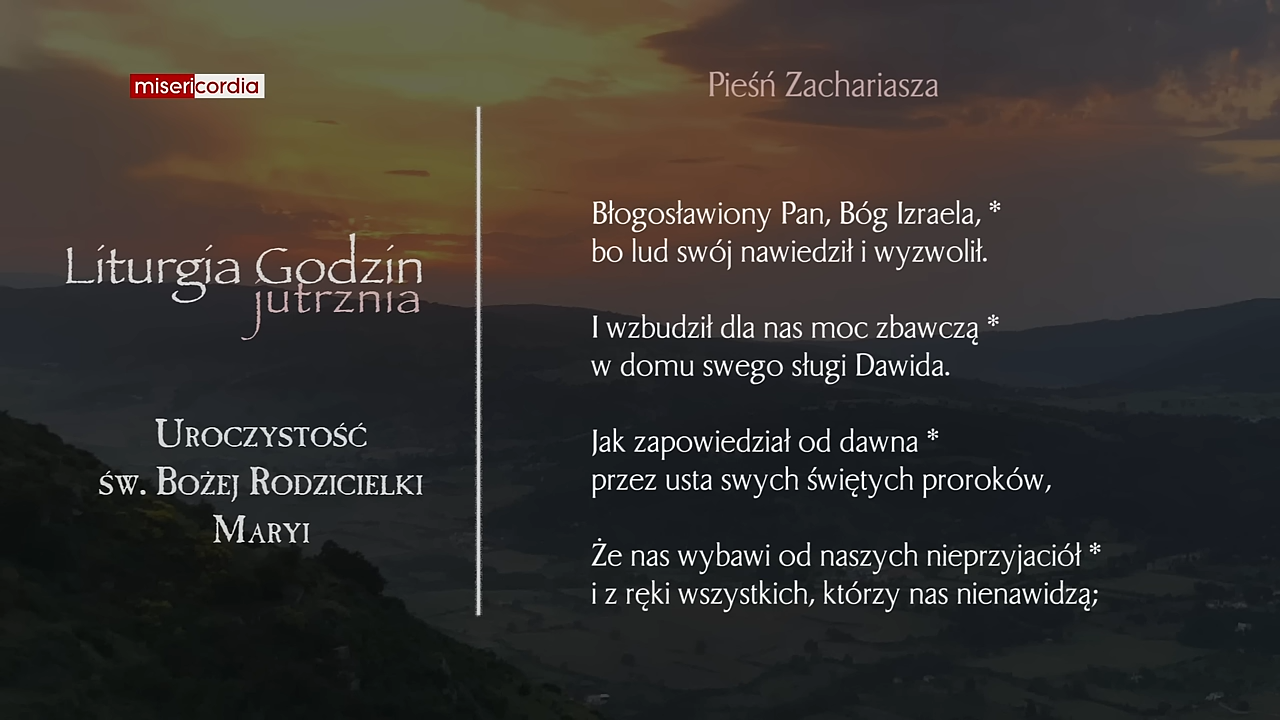 misericordia
Liturgia Godzin
jutrznia
Uroczystość
św. Bożej Rodzicielki
Maryi
Pieśń Zachariasza
Błogosławiony Pan, Bóg Izraela, *
bo lud swój nawiedził i wyzwolił.
I wzbudził dla nas moc zbawczą *
w domu swego sługi Dawida.
Jak zapowiedział od dawna *
przez usta swych świętych proroków,
Że nas wybawi od naszych nieprzyjaciół *
i z ręki wszystkich, którzy nas nienawidzą;